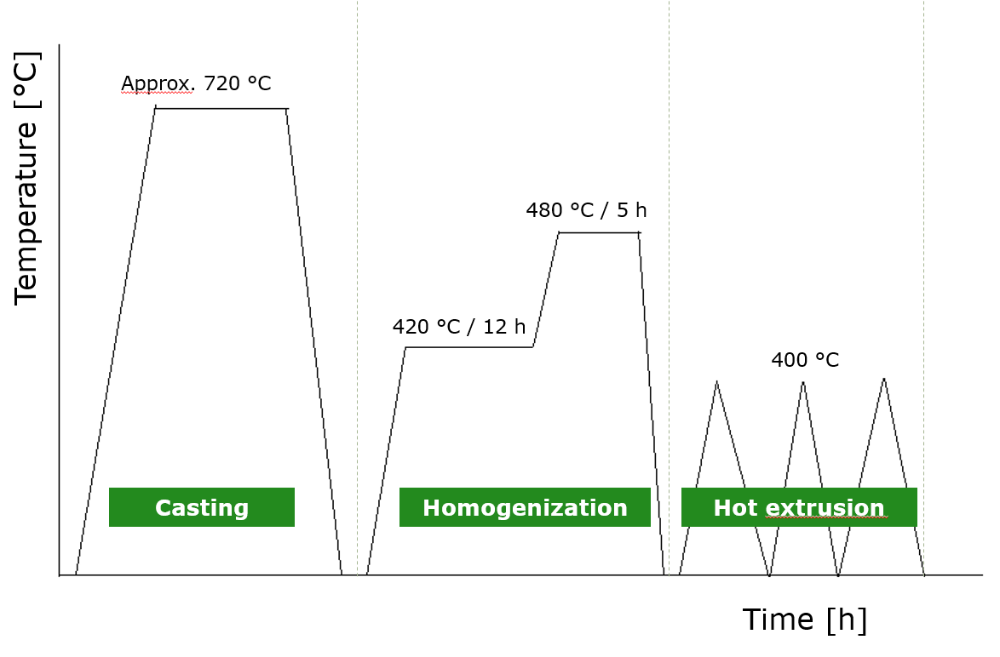 Temperature [°C]
Approx. 720 °C
480 °C / 5 h
420 °C / 12 h
400 °C
Casting
Homogenization
Hot extrusion
Time [h]